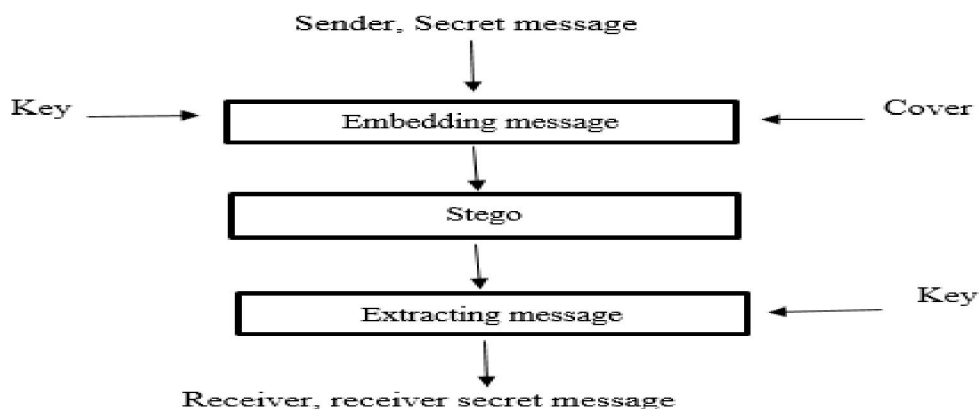 Sender, Secret message
Key
Embedding message
Cover
Stego
Extracting message
Key
Receiver, receiver secret message